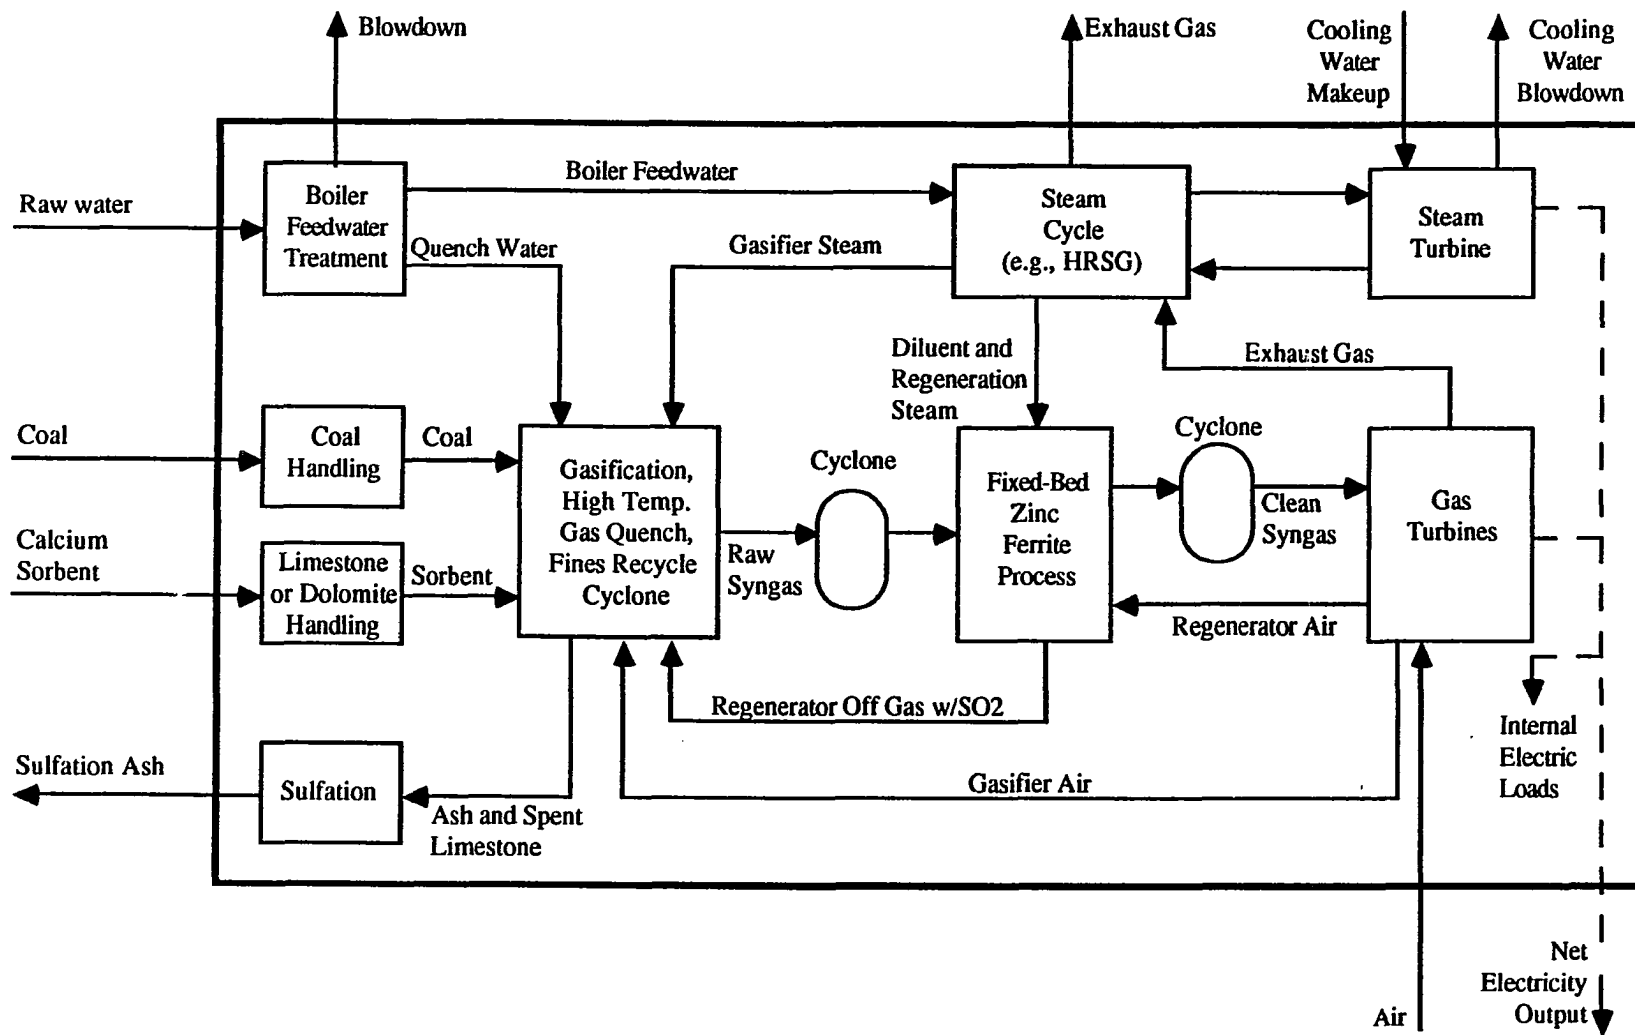 Blowdown
Exhaust Gas
Cooling
Water
Makeup
Cooling
Water
Blowdown
Raw water
Boiler
Feedwater
Treatment
Boiler Feedwater
Quench Water
Gasifier Steam
Steam
Cycle
(e.g., HRSG)
Steam
Turbine
Diluent and
Regeneration
Steam
Exhaust Gas
Coal
Coal
Handling
Coal
Calcium
Sorbent
Limestone
or Dolomite
Handling
Sorbent
Gasification,
High Temp.
Gas Quench,
Fines Recycle
Cyclone
Cyclone
Raw
Syngas
Fixed-Bed
Zinc
Ferrite
Process
Cyclone
Clean
Syngas
Gas
Turbines
Regenerator Air
Regenerator Off Gas w/SO2
Gasifier Air
Internal
Electric
Loads
Sulfation Ash
Sulfation
Ash and Spent
Limestone
Net
Electricity
Output
Air